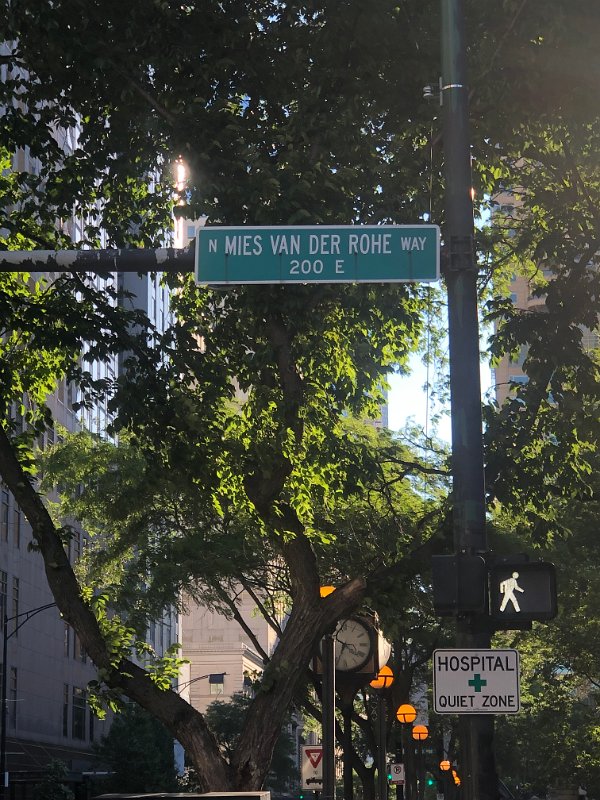 N MIES VAN DER ROHE WAY
200 E
HOSPITAL
QUIET ZONE